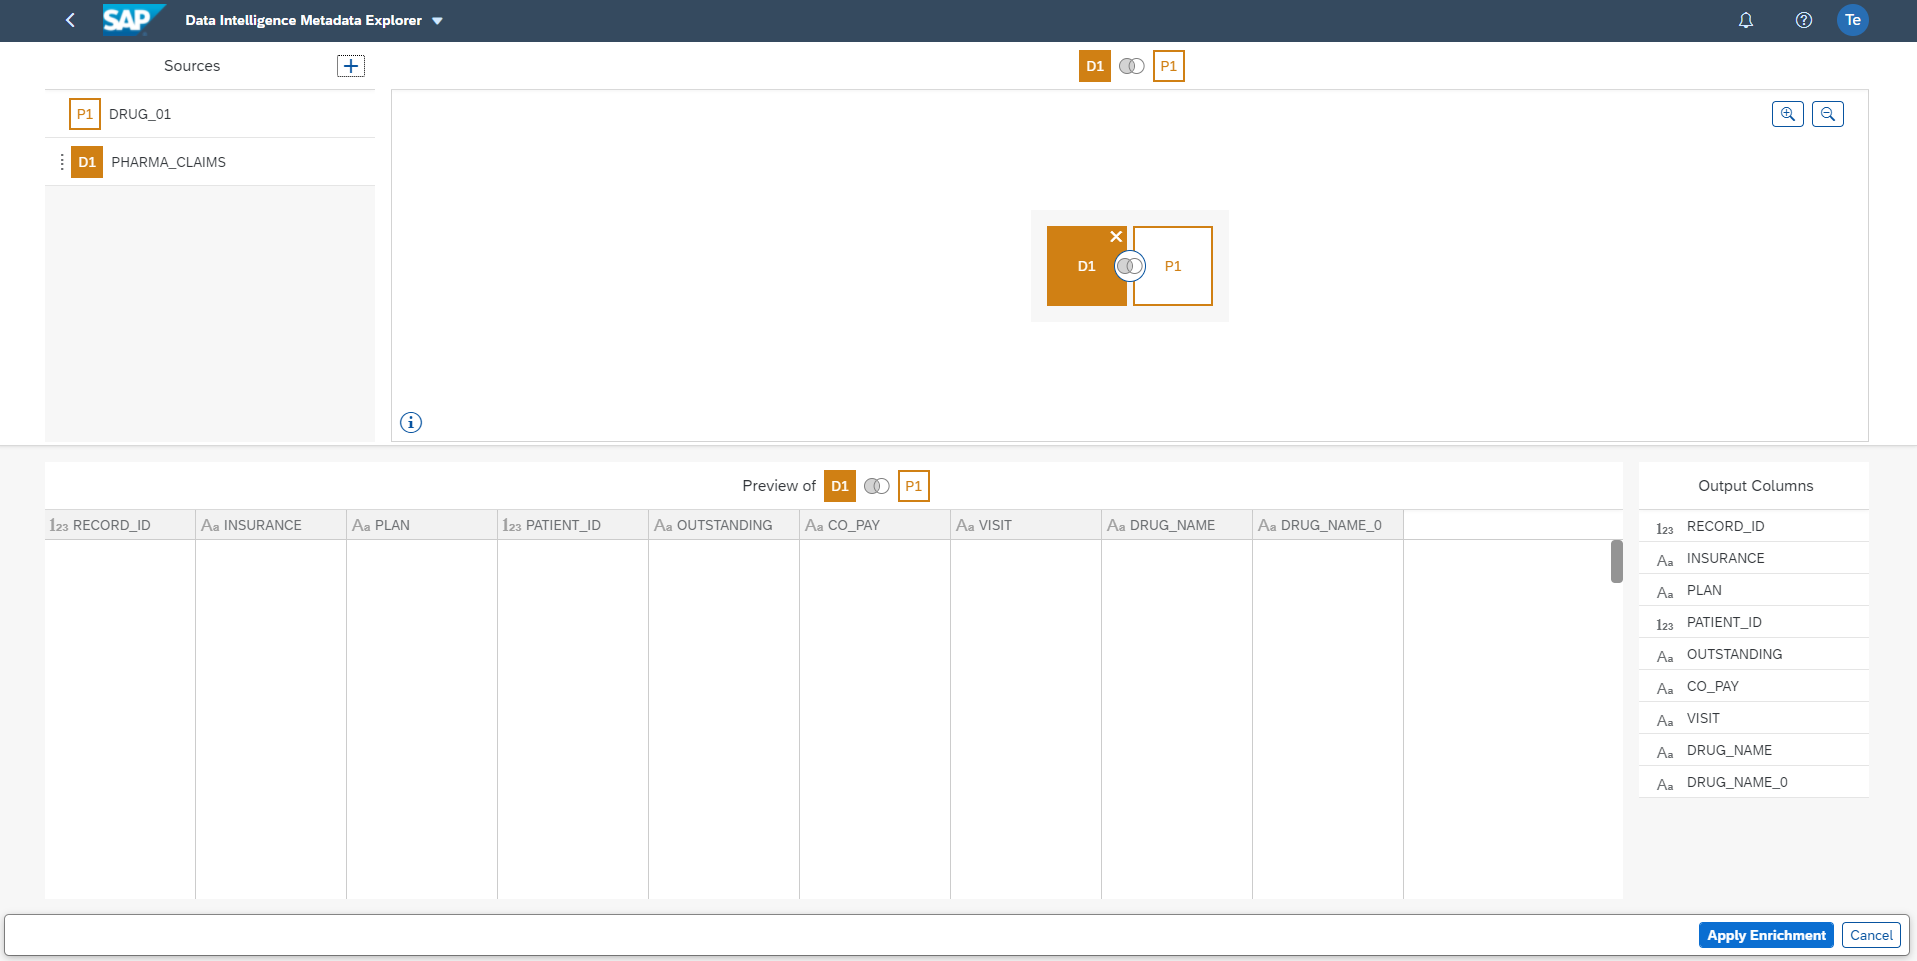 SAP Data Intelligence Metadata Explorer Te
Sources
D1 P1
P1 DRUG_01
D1 PHARMA_CLAIMS
D1 P1
Preview of D1 P1
Output Columns
123 RECORD_ID Aa INSURANCE Aa PLAN 123 PATIENT_ID Aa OUTSTANDING Aa CO_PAY Aa VISIT Aa DRUG_NAME Aa DRUG_NAME_0
123 RECORD_ID
Aa INSURANCE
Aa PLAN
123 PATIENT_ID
Aa OUTSTANDING
Aa CO_PAY
Aa VISIT
Aa DRUG_NAME
Aa DRUG_NAME_0
Apply Enrichment Cancel